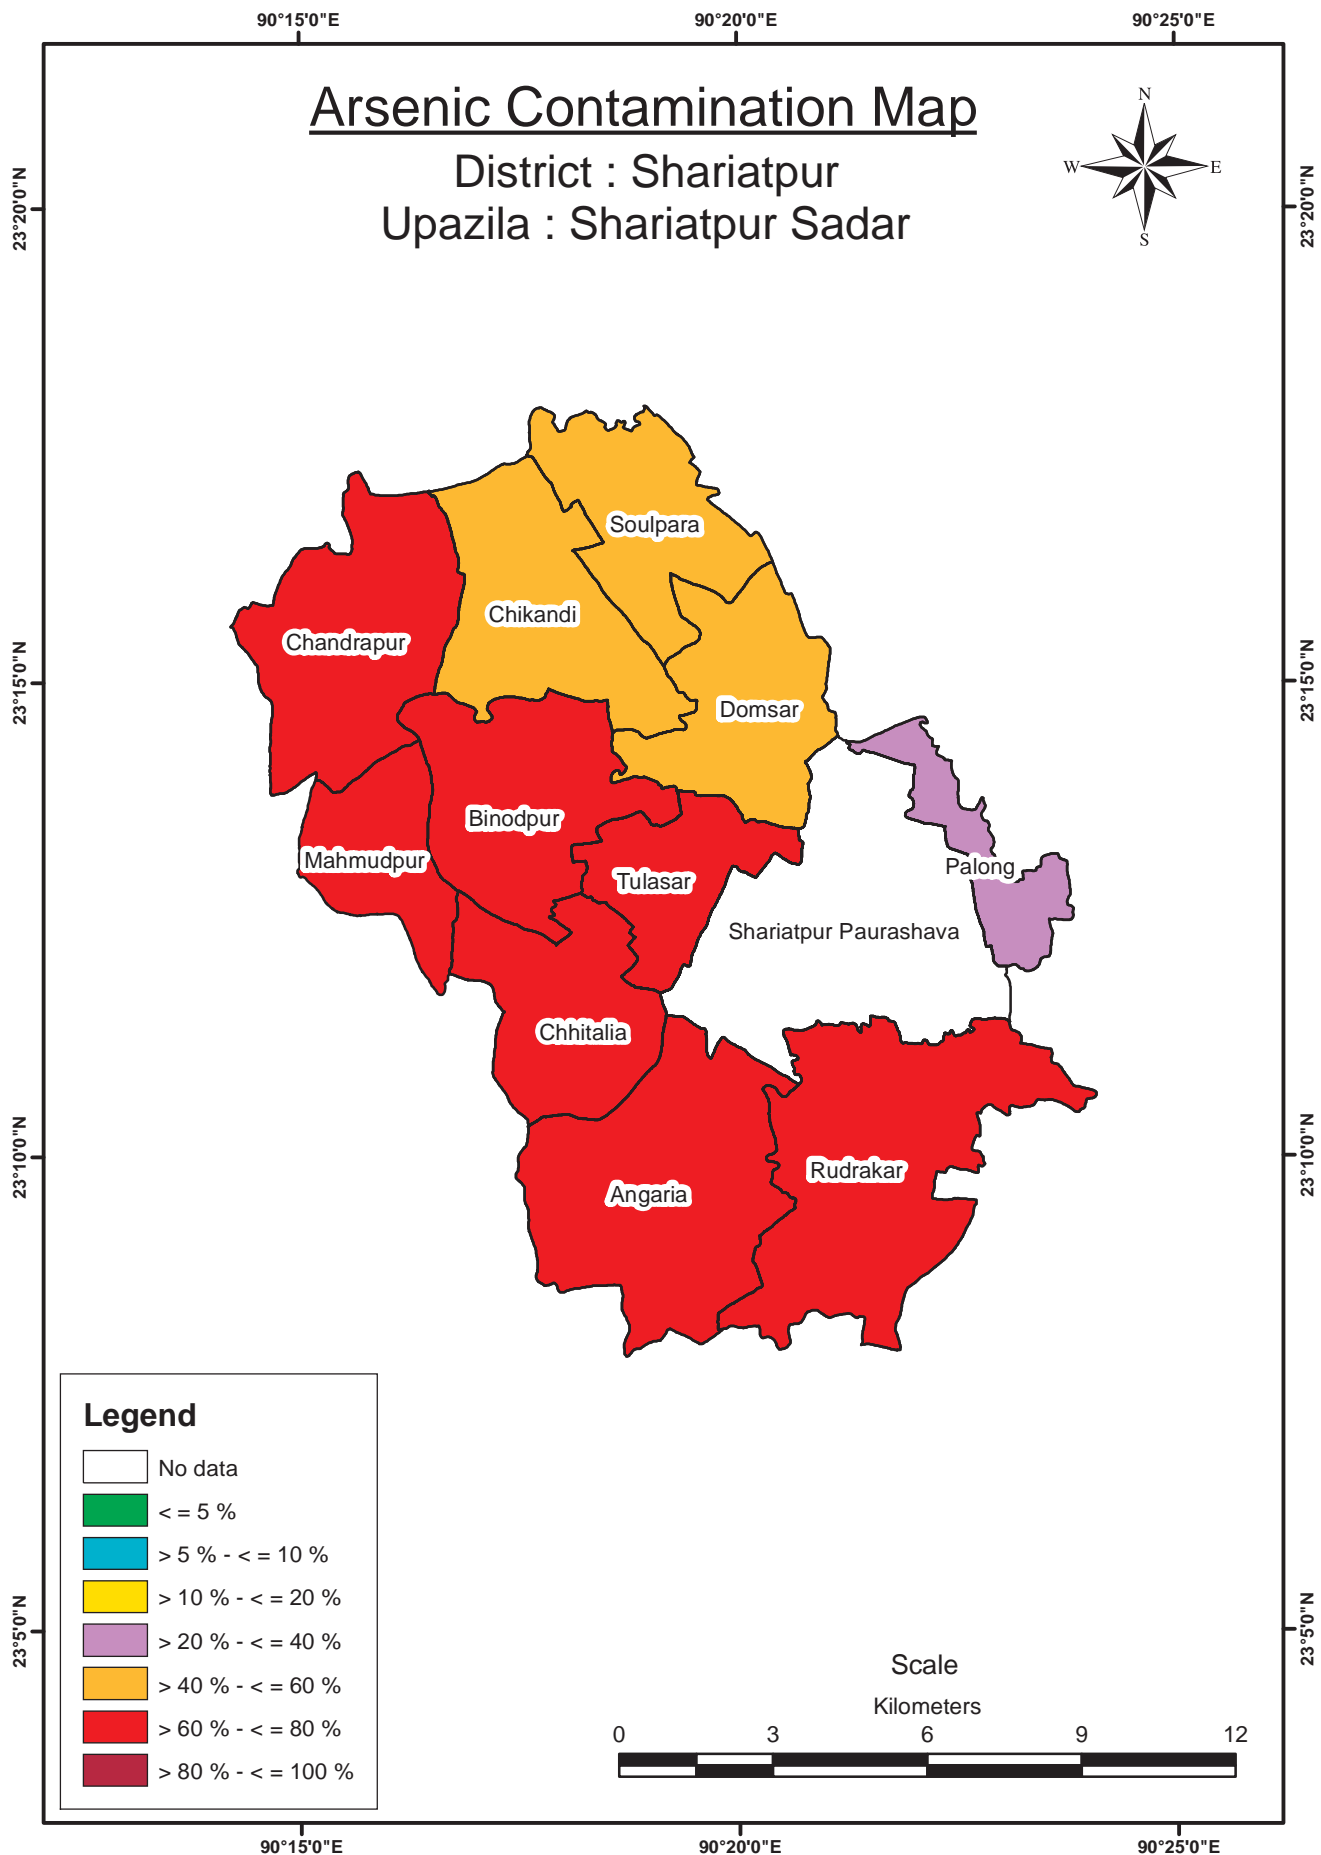 90°15'0"E 90°20'0"E 90°25'0"E
Arsenic Contamination Map
District : Shariatpur
Upazila : Shariatpur Sadar
N
W E
S
23°20'0"N 23°20'0"N
Soulpara
Chikandi
Chandrapur
23°15'0"N 23°15'0"N
Domsar
Binodpur
Mahmudpur
Palong
Tulasar
Shariatpur Paurashava
Chhitalia
23°10'0"N 23°10'0"N
Rudrakar
Angaria
Legend
No data
< = 5 %
> 5 % - < = 10 %
> 10 % - < = 20 %
> 20 % - < = 40 %
> 40 % - < = 60 %
> 60 % - < = 80 %
> 80 % - < = 100 %
23°5'0"N 23°5'0"N
Scale
Kilometers
0 3 6 9 12
90°15'0"E 90°20'0"E 90°25'0"E